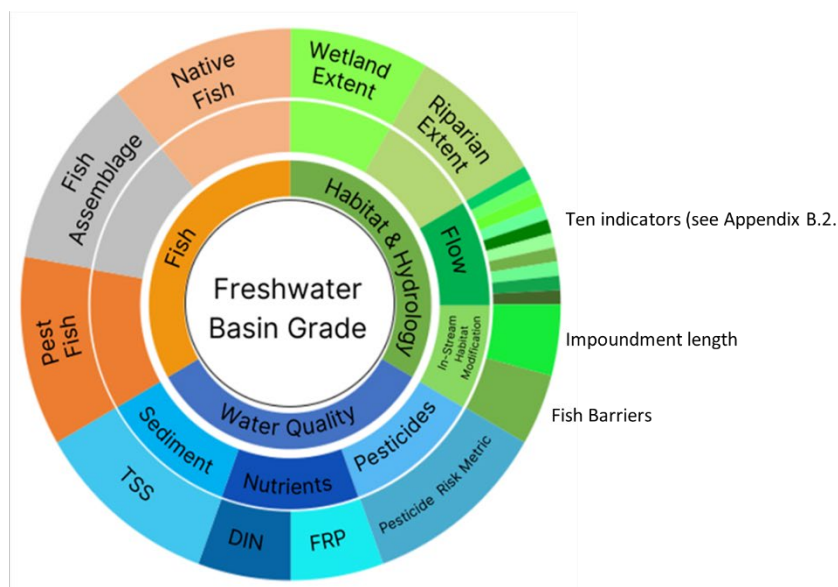 Native
Fish
Wetland
Extent
Riparian
Extent
Fish
Assemblage
Pest
Fish
Fish
Habitat & Hydrology
Flow
In-Stream
Habitat
Modification
Freshwater
Basin Grade
Water Quality
Sediment
Nutrients
Pesticides
TSS
DIN
FRP
Pesticide Risk Metric
Ten indicators (see Appendix B.2.
Impoundment length
Fish Barriers